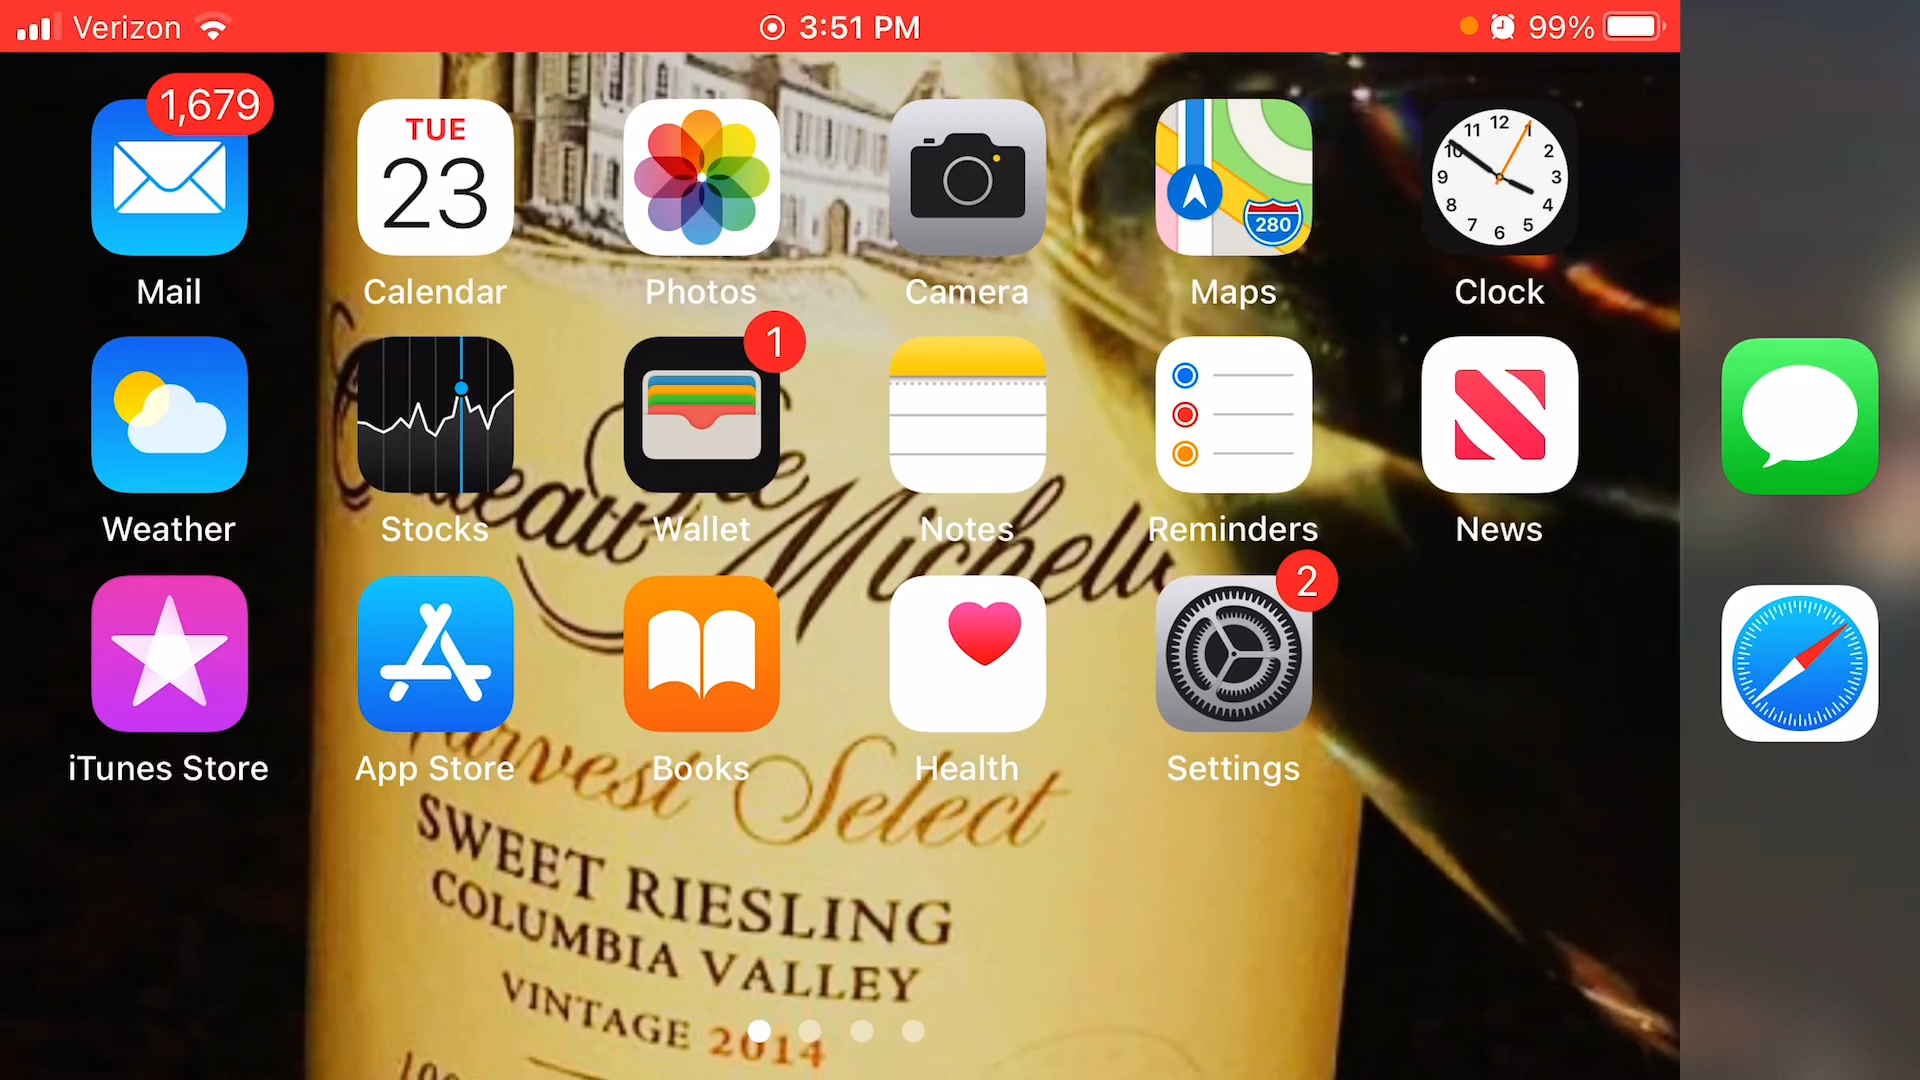 Verizon 3:51 PM 99%
1,679
TUE
23
280
12
1
2
3
4
5
6
7
8
9
10
11
Mail Calendar Photos Camera Maps Clock
1
Weather Stocks Wallet Notes Reminders News
Michelle
2
iTunes Store App Store Books Health Settings
Harvest Select
SWEET RIESLING
COLUMBIA VALLEY
VINTAGE 2014